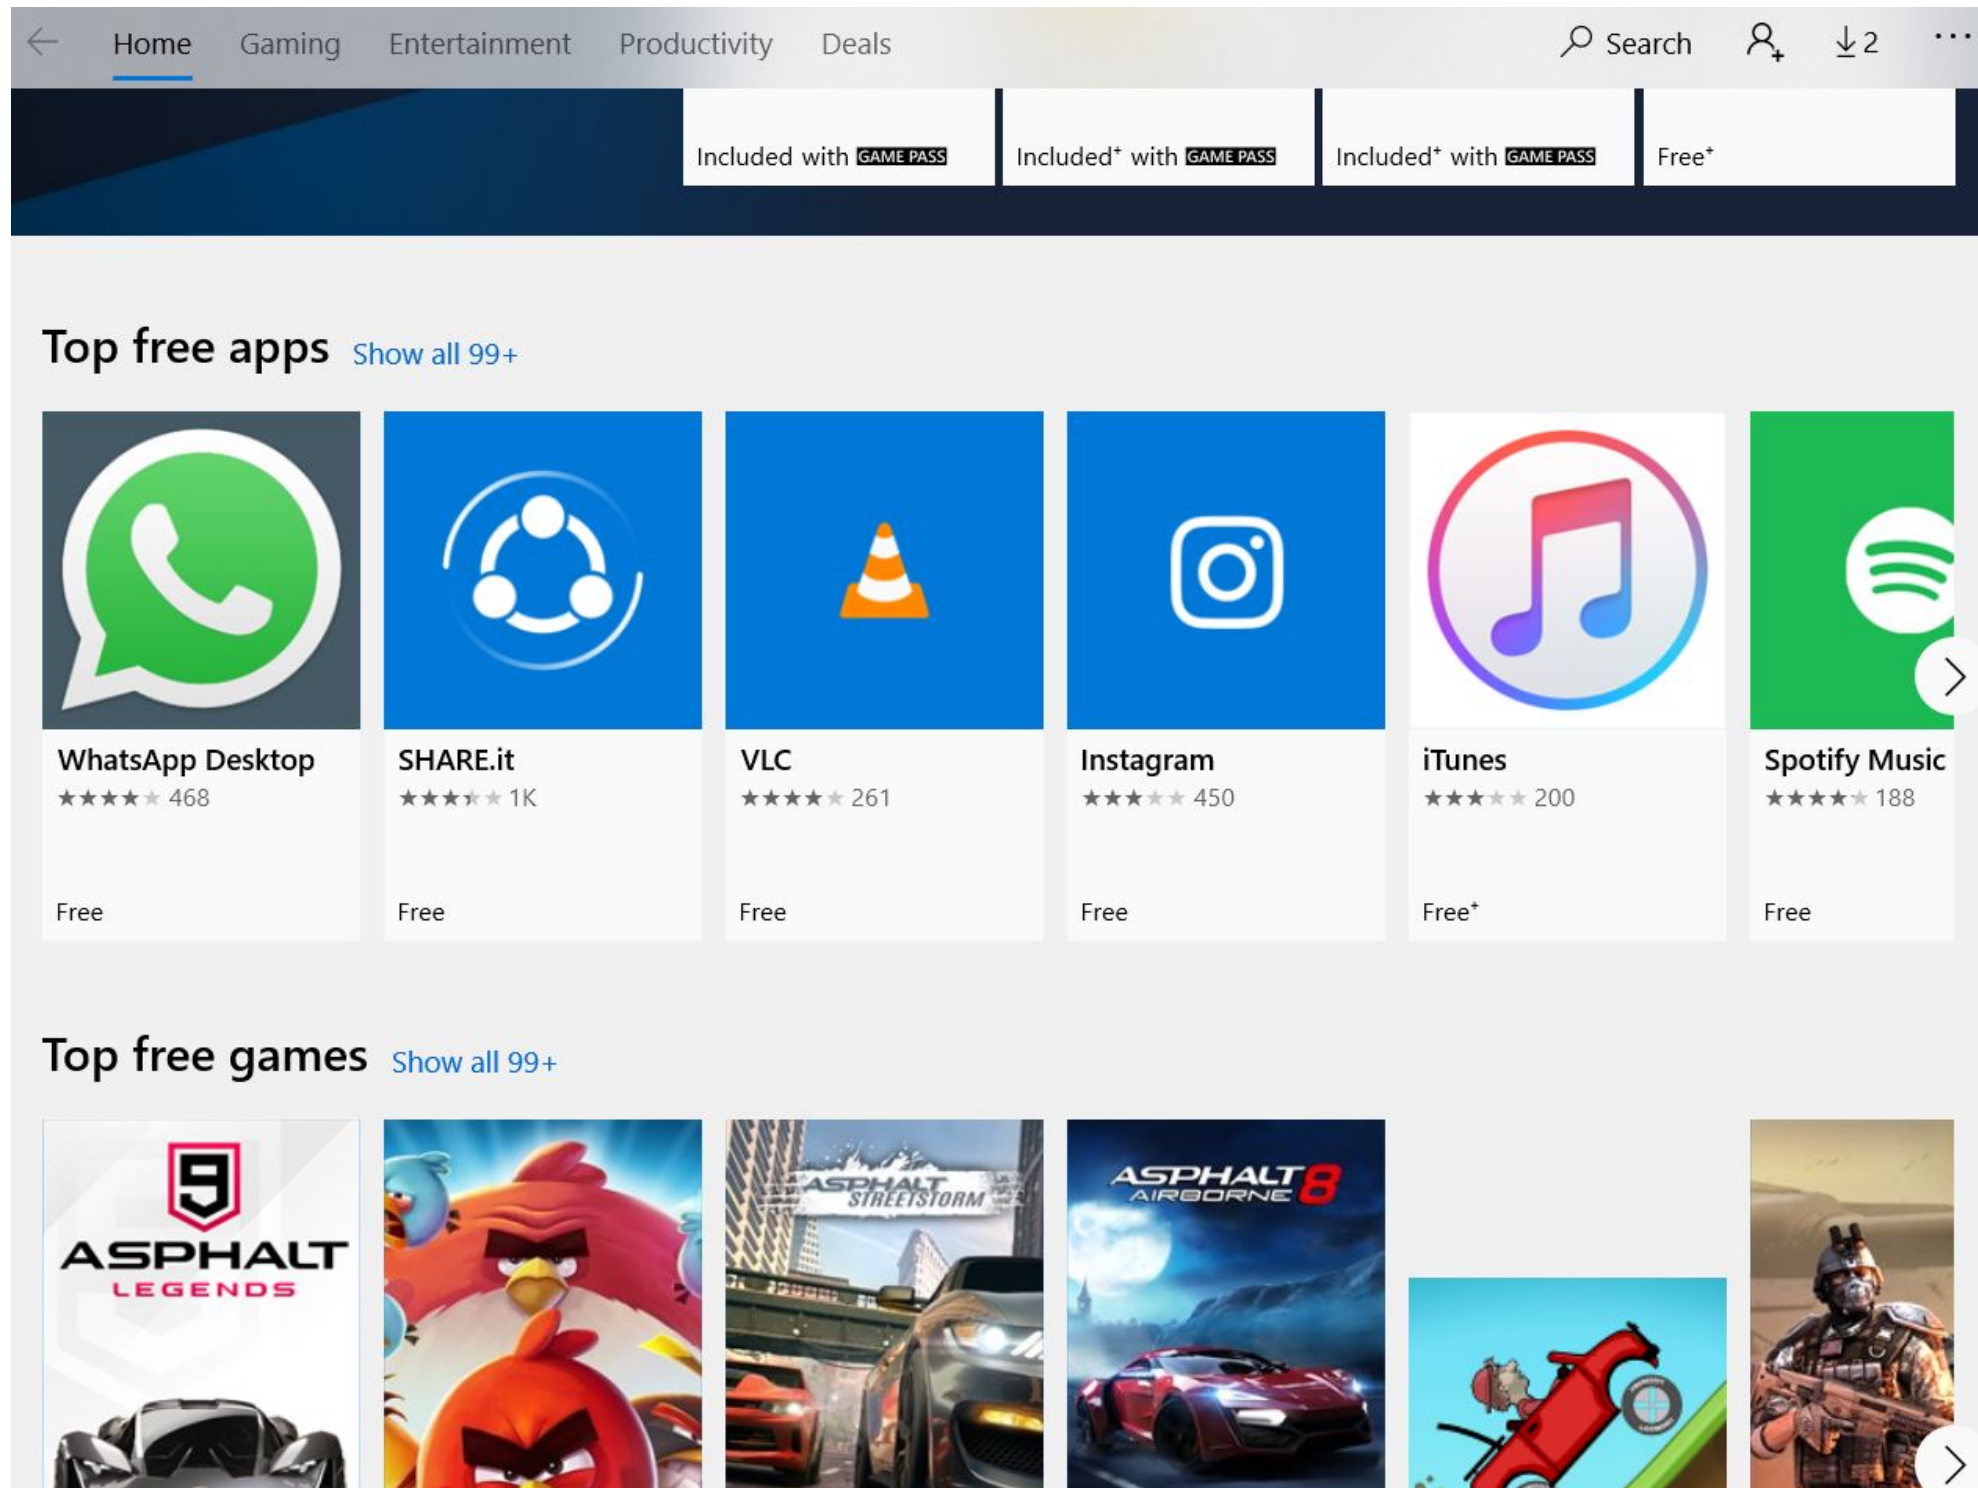 Home Gaming Entertainment Productivity Deals Search 2
Included with GAME PASS
Included+ with GAME PASS
Included+ with GAME PASS
Free+
Top free apps Show all 99+
WhatsApp Desktop
468
Free
SHARE.it
1K
Free
VLC
261
Free
Instagram
450
Free
iTunes
200
Free+
Spotify Music
188
Free
Top free games Show all 99+
9
ASPHALT
LEGENDS
ASPHALT
STREETSTORM
ASPHALT 8
AIRBORNE